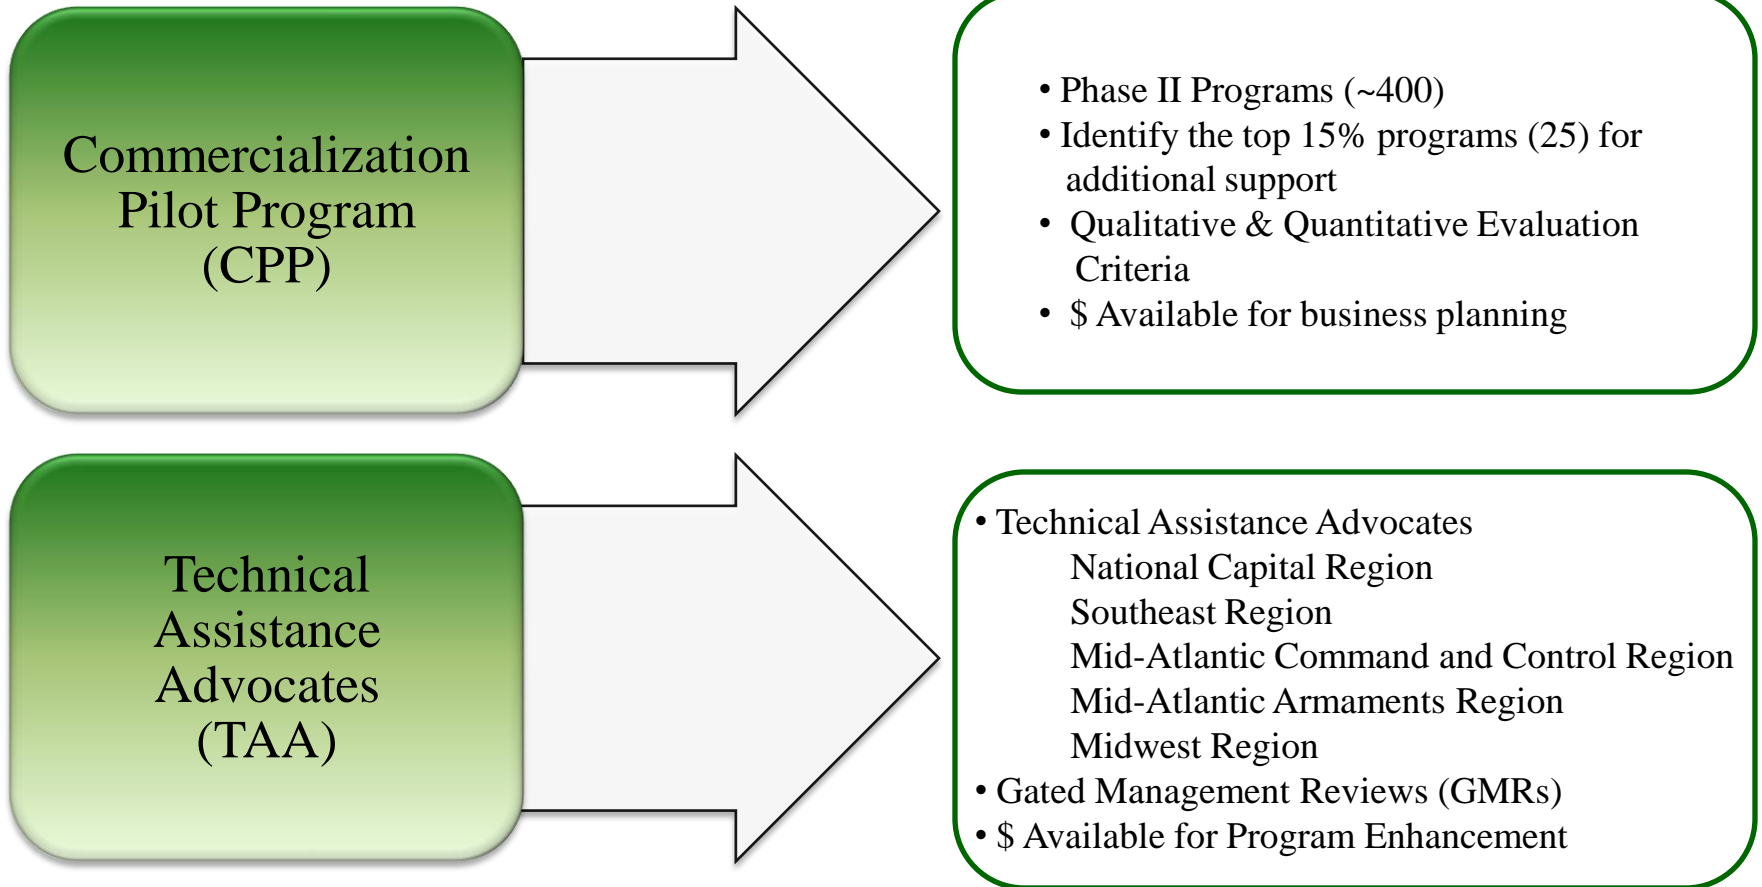 Commercialization
Pilot Program
(CPP)
• Phase II Programs (~400)
• Identify the top 15% programs (25) for
additional support
• Qualitative & Quantitative Evaluation
Criteria
• $ Available for business planning
Technical
Assistance
Advocates
(TAA)
• Technical Assistance Advocates
National Capital Region
Southeast Region
Mid-Atlantic Command and Control Region
Mid-Atlantic Armaments Region
Midwest Region
• Gated Management Reviews (GMRs)
• $ Available for Program Enhancement